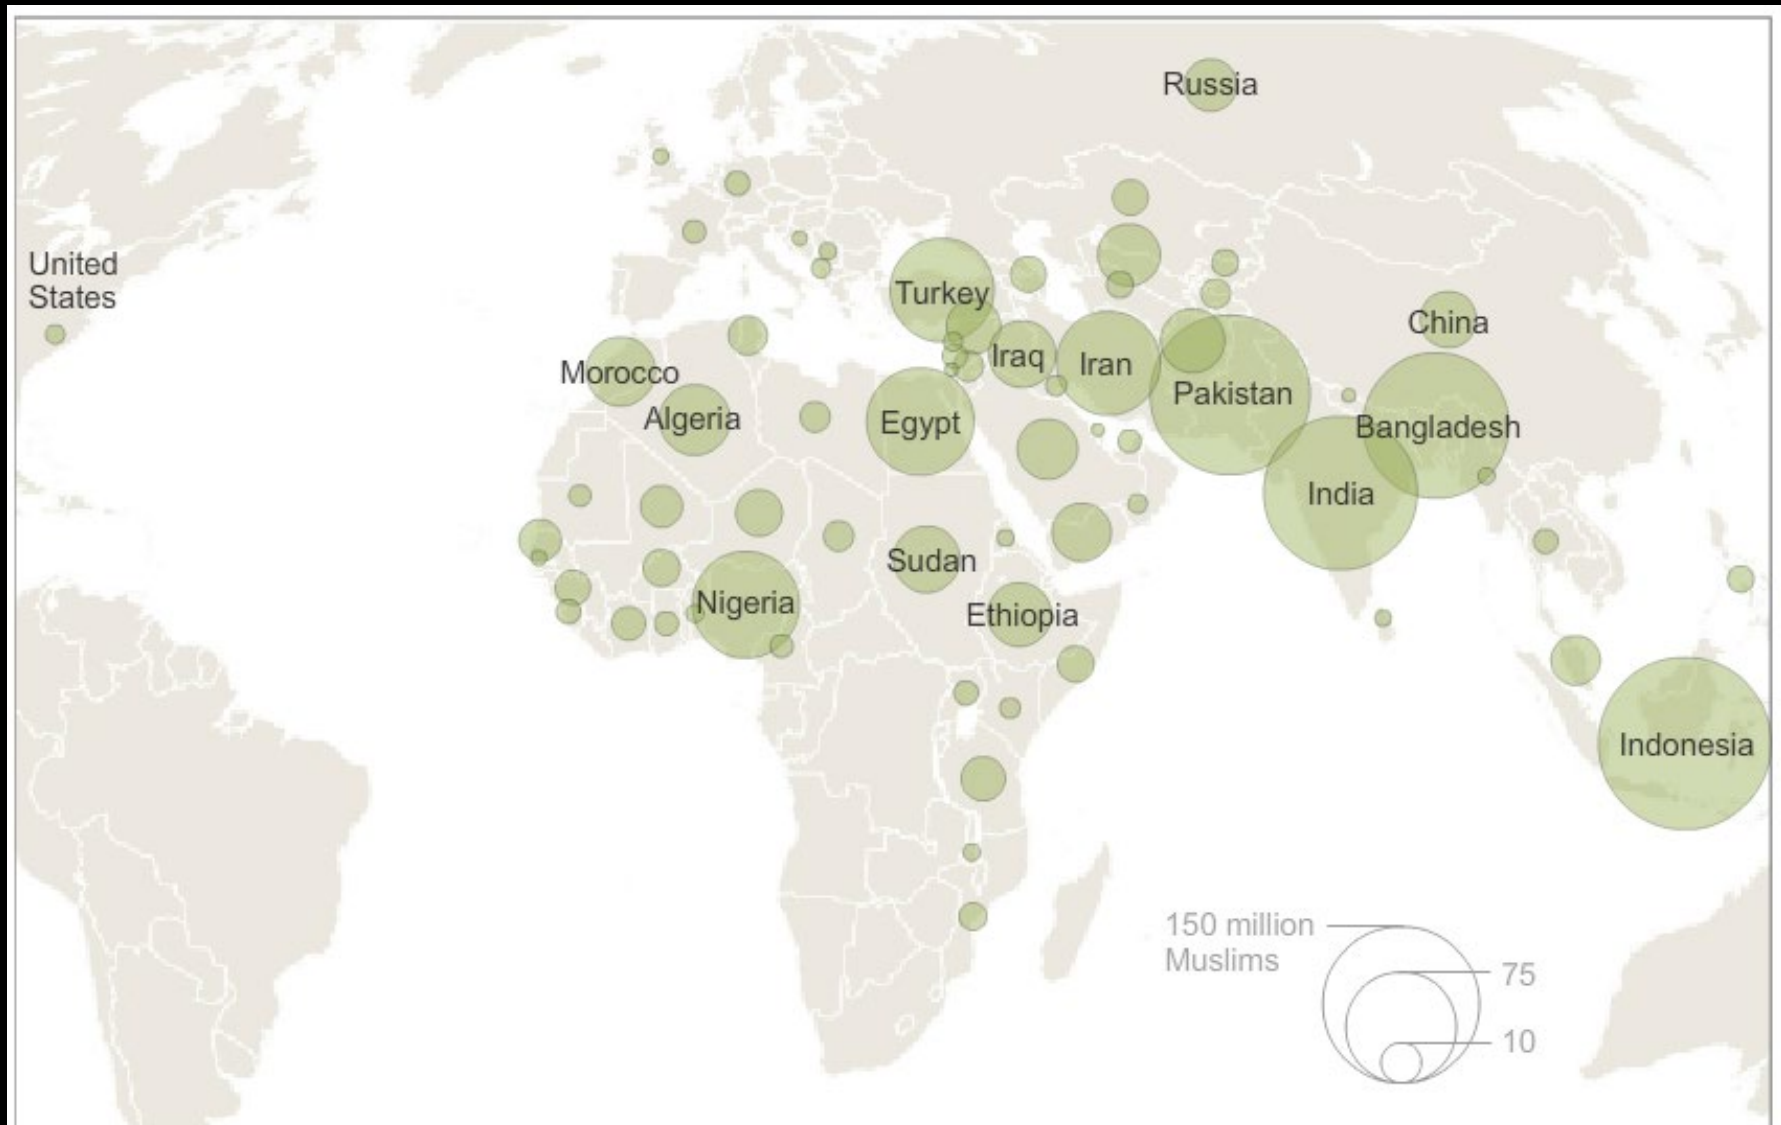 Russia
United
States
Turkey
China
Morocco
Iraq
Iran
Pakistan
Algeria
Egypt
Bangladesh
India
Sudan
Nigeria
Ethiopia
Indonesia
150 million
Muslims
75
10